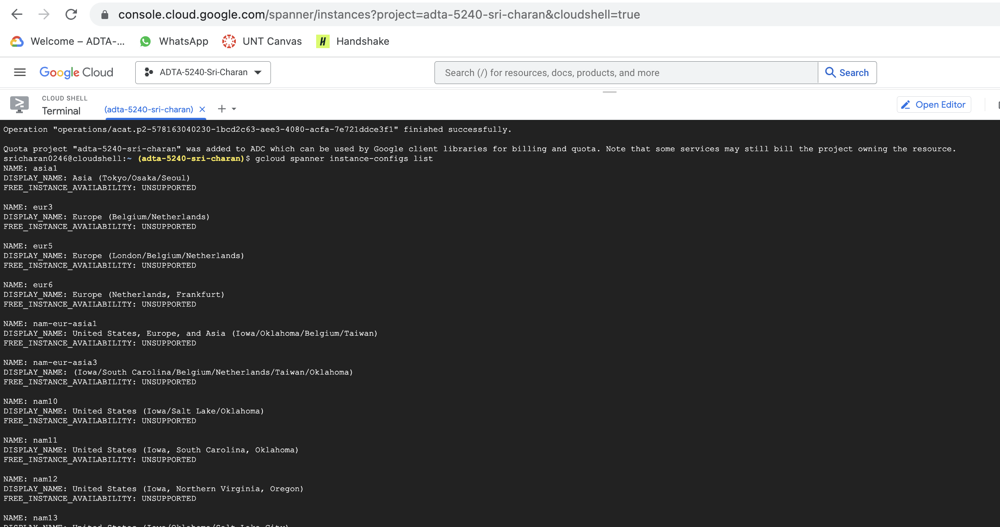 console.cloud.google.com/spanner/instances?project=adta-5240-sri-charan&cloudshell=true
Welcome – ADTA-... WhatsApp UNT Canvas H Handshake
Google Cloud ADTA-5240-Sri-Charan Search (/) for resources, docs, products, and more Search
CLOUD SHELL
Terminal (adta-5240-sri-charan) Open Editor
Operation "operations/acat.p2-578163040230-1bcd2c63-aee3-4080-acfa-7e721ddce3f1" finished successfully.
Quota project "adta-5240-sri-charan" was added to ADC which can be used by Google client libraries for billing and quota. Note that some services may still bill the project owning the resource.
sricharan0246@cloudshell:~ (adta-5240-sri-charan)$ gcloud spanner instance-configs list
NAME: asia1
DISPLAY_NAME: Asia (Tokyo/Osaka/Seoul)
FREE_INSTANCE_AVAILABILITY: UNSUPPORTED
NAME: eur3
DISPLAY_NAME: Europe (Belgium/Netherlands)
FREE_INSTANCE_AVAILABILITY: UNSUPPORTED
NAME: eur5
DISPLAY_NAME: Europe (London/Belgium/Netherlands)
FREE_INSTANCE_AVAILABILITY: UNSUPPORTED
NAME: eur6
DISPLAY_NAME: Europe (Netherlands, Frankfurt)
FREE_INSTANCE_AVAILABILITY: UNSUPPORTED
NAME: nam-eur-asia1
DISPLAY_NAME: United States, Europe, and Asia (Iowa/Oklahoma/Belgium/Taiwan)
FREE_INSTANCE_AVAILABILITY: UNSUPPORTED
NAME: nam-eur-asia3
DISPLAY_NAME: (Iowa/South Carolina/Belgium/Netherlands/Taiwan/Oklahoma)
FREE_INSTANCE_AVAILABILITY: UNSUPPORTED
NAME: nam10
DISPLAY_NAME: United States (Iowa/Salt Lake/Oklahoma)
FREE_INSTANCE_AVAILABILITY: UNSUPPORTED
NAME: nam11
DISPLAY_NAME: United States (Iowa, South Carolina, Oklahoma)
FREE_INSTANCE_AVAILABILITY: UNSUPPORTED
NAME: nam12
DISPLAY_NAME: United States (Iowa, Northern Virginia, Oregon)
FREE_INSTANCE_AVAILABILITY: UNSUPPORTED
NAME: nam13
DISPLAY_NAME: United States (Iowa/Oklahoma/Salt Lake City)